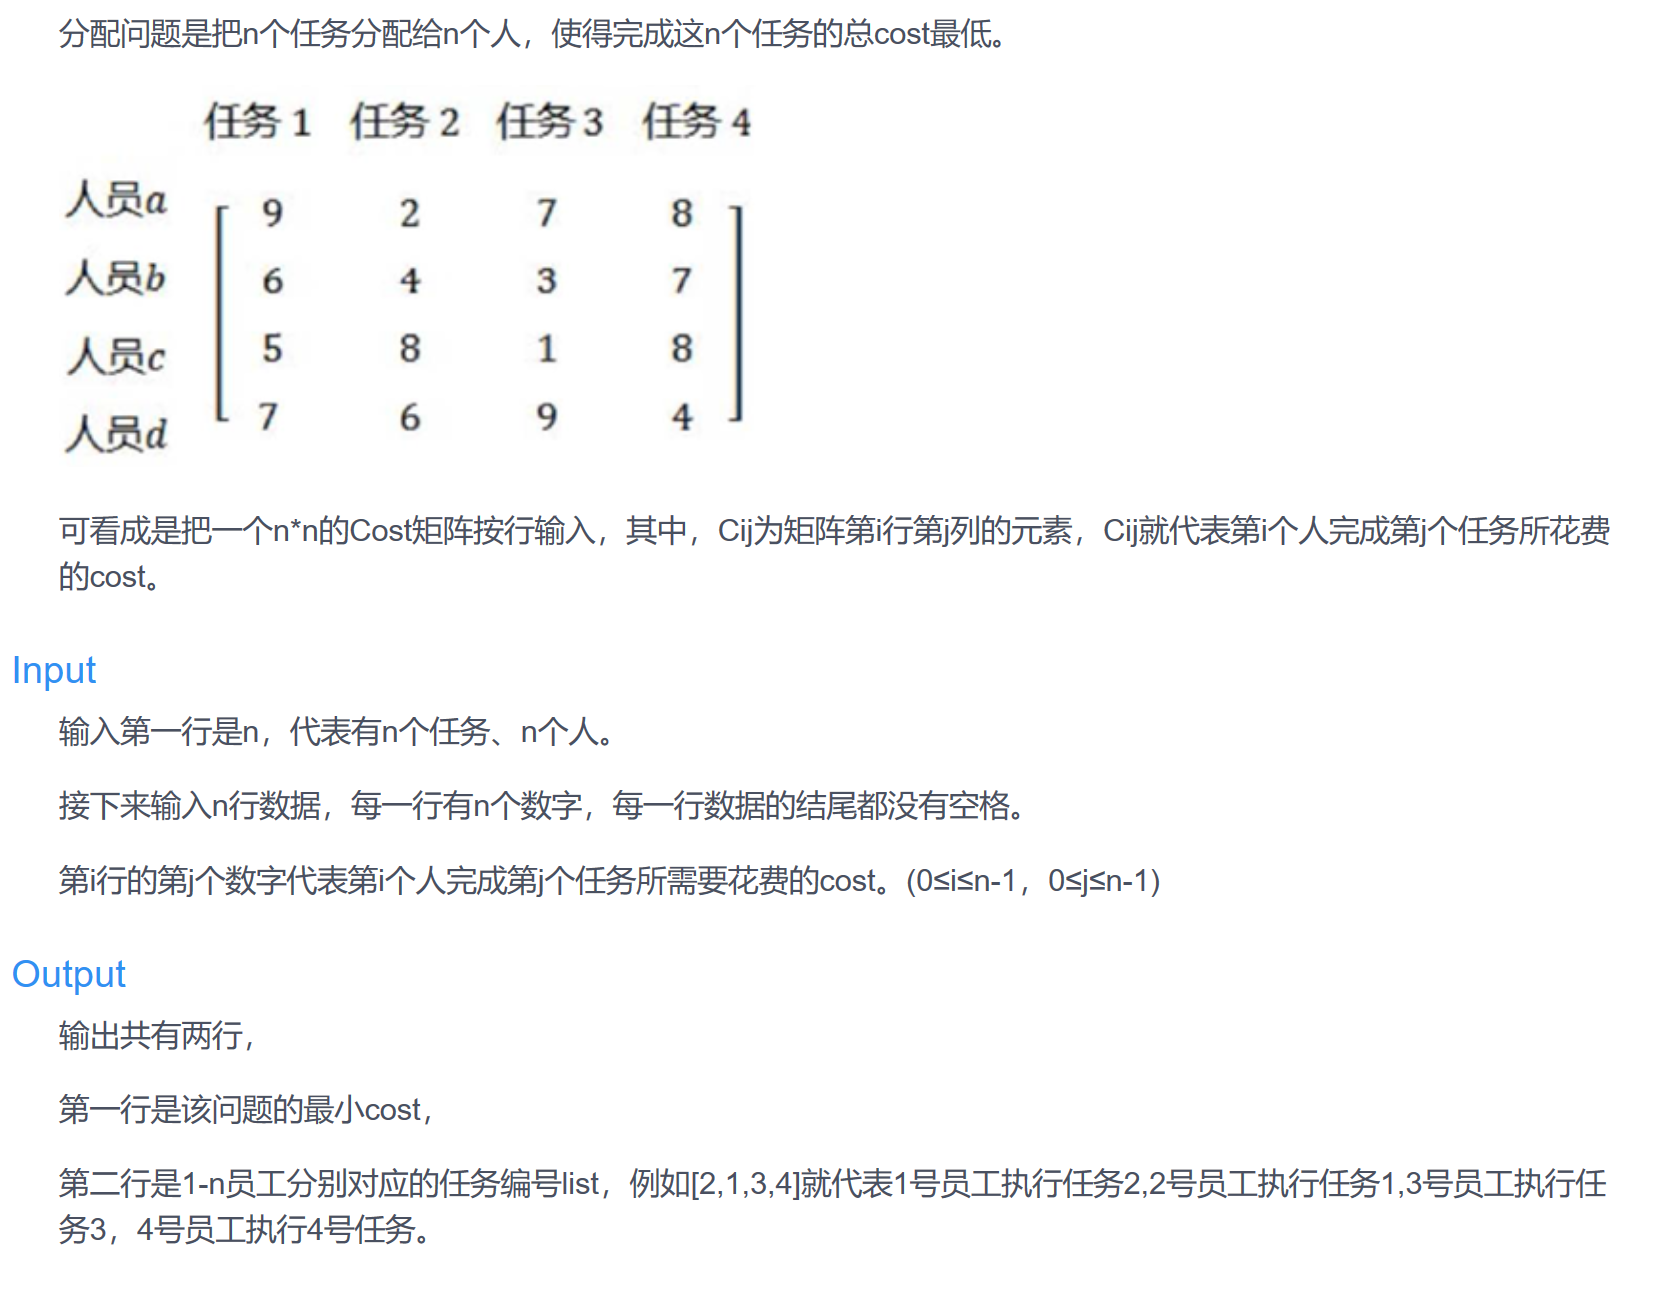 分配问题是把n个任务分配给n个人，使得完成这n个任务的总cost最低。
任务 1 任务 2 任务 3 任务 4
人员a 9 2 7 8
人员b 6 4 3 7
人员c 5 8 1 8
人员d 7 6 9 4
可看成是把一个n*n的Cost矩阵按行输入，其中，Cij为矩阵第i行第j列的元素，Cij就代表第i个人完成第j个任务所花费
的cost。
Input
输入第一行是n，代表有n个任务、n个人。
接下来输入n行数据，每一行有n个数字，每一行数据的结尾都没有空格。
第i行的第j个数字代表第i个人完成第j个任务所需要花费的cost。(0≤i≤n-1，0≤j≤n-1)
Output
输出共有两行，
第一行是该问题的最小cost，
第二行是1-n员工分别对应的任务编号list，例如[2,1,3,4]就代表1号员工执行任务2,2号员工执行任务1,3号员工执行任
务3，4号员工执行4号任务。